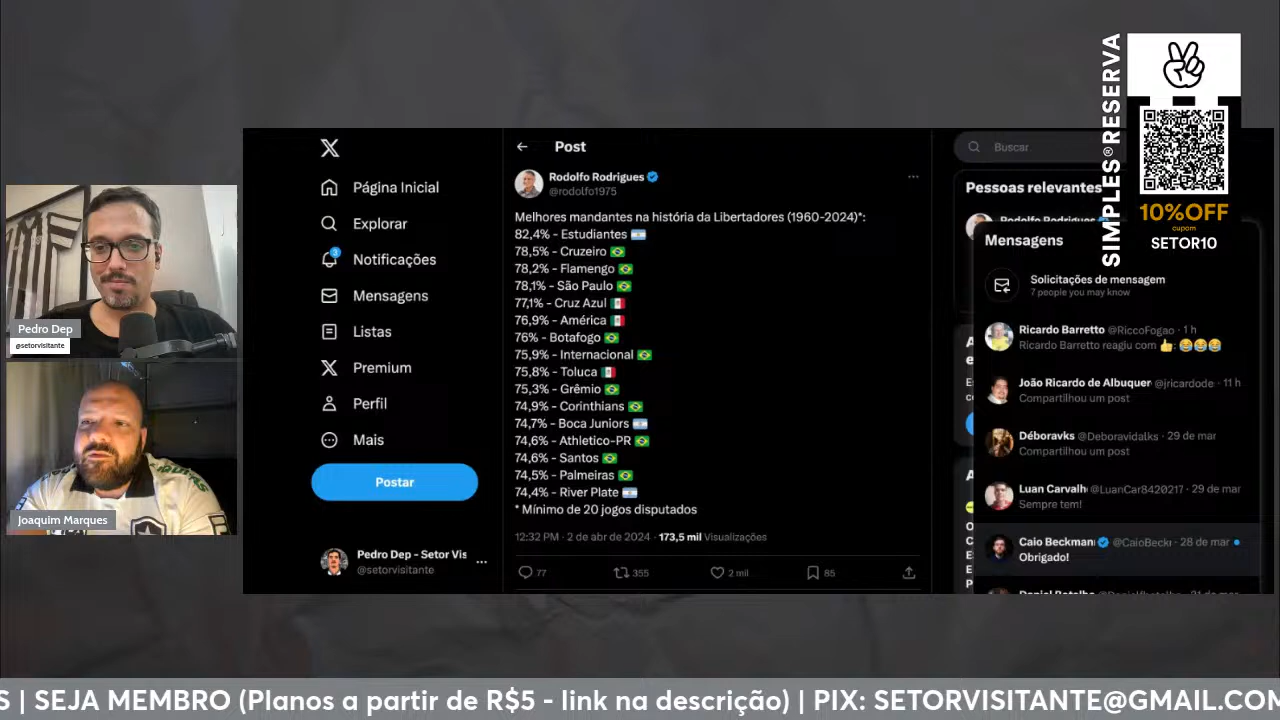 SIMPLES®RESERVA
10%OFF
cupom
SETOR10
Pedro Dep
@setorvisitante
Joaquim Marques
Página Inicial
Explorar
3
Notificações
Mensagens
Listas
Premium
Perfil
Mais
Postar
Pedro Dep - Setor Vis
@setorvisitante
Post
Rodolfo Rodrigues
@rodolfo1975
Melhores mandantes na história da Libertadores (1960-2024)*:
82,4% - Estudiantes 🇦🇷
78,5% - Cruzeiro 🇧🇷
78,2% - Flamengo 🇧🇷
78,1% - São Paulo 🇧🇷
77,1% - Cruz Azul 🇲🇽
76,9% - América 🇲🇽
76% - Botafogo 🇧🇷
75,9% - Internacional 🇧🇷
75,8% - Toluca 🇲🇽
75,3% - Grêmio 🇧🇷
74,9% - Corinthians 🇧🇷
74,7% - Boca Juniors 🇦🇷
74,6% - Athletico-PR 🇧🇷
74,6% - Santos 🇧🇷
74,5% - Palmeiras 🇧🇷
74,4% - River Plate 🇦🇷
* Mínimo de 20 jogos disputados
12:32 PM · 2 de abr de 2024 · 173,5 mil Visualizações
77 355 2 mil 85
Buscar
Pessoas relevantes
Rodolfo Rodrigues
Mensagens
Solicitações de mensagem
7 people you may know
Ricardo Barretto @RiccoFogao · 1 h
Ricardo Barretto reagiu com 👍: 😂😂😂
João Ricardo de Albuquer @jricardode · 11 h
Compartilhou um post
Déboravks @Deboravidalks · 29 de mar
Compartilhou um post
Luan Carvalh @LuanCar8420217 · 29 de mar
Sempre tem!
Caio Beckman @CaioBeck · 28 de mar
Obrigado!
S | SEJA MEMBRO (Planos a partir de R$5 - link na descrição) | PIX: SETORVISITANTE@GMAIL.COM